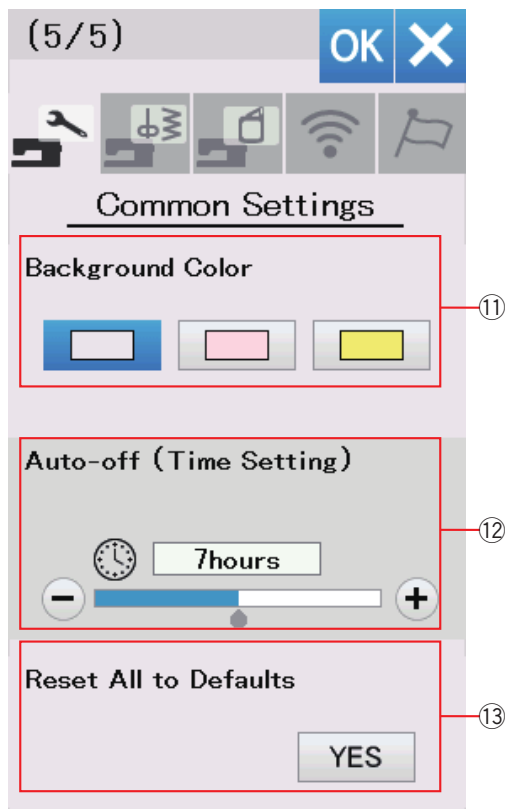 (5/5)
OK
Common Settings
Background Color
⑪
Auto-off (Time Setting)
⑫
7hours
Reset All to Defaults
⑬
YES